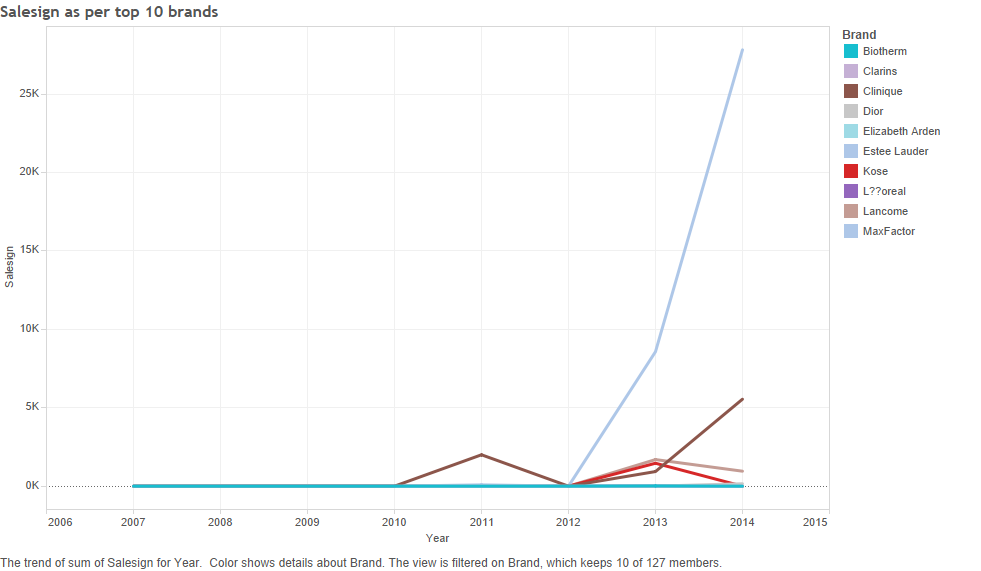 Salesign as per top 10 brands
Brand
Biotherm
Clarins
Clinique
Dior
Elizabeth Arden
Estee Lauder
Kose
L??oreal
Lancome
MaxFactor
25K
20K
15K
10K
5K
0K
Salesign
2006 2007 2008 2009 2010 2011 2012 2013 2014 2015
Year
The trend of sum of Salesign for Year.  Color shows details about Brand. The view is filtered on Brand, which keeps 10 of 127 members.